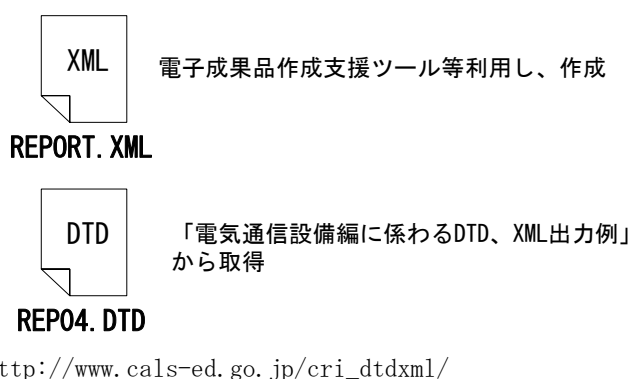 XML
電子成果品作成支援ツール等利用し、作成
REPORT.XML
DTD
「電気通信設備編に係わるDTD、XML出力例」
から取得
REP04.DTD
ttp://www.cals-ed.go.jp/cri_dtdxml/